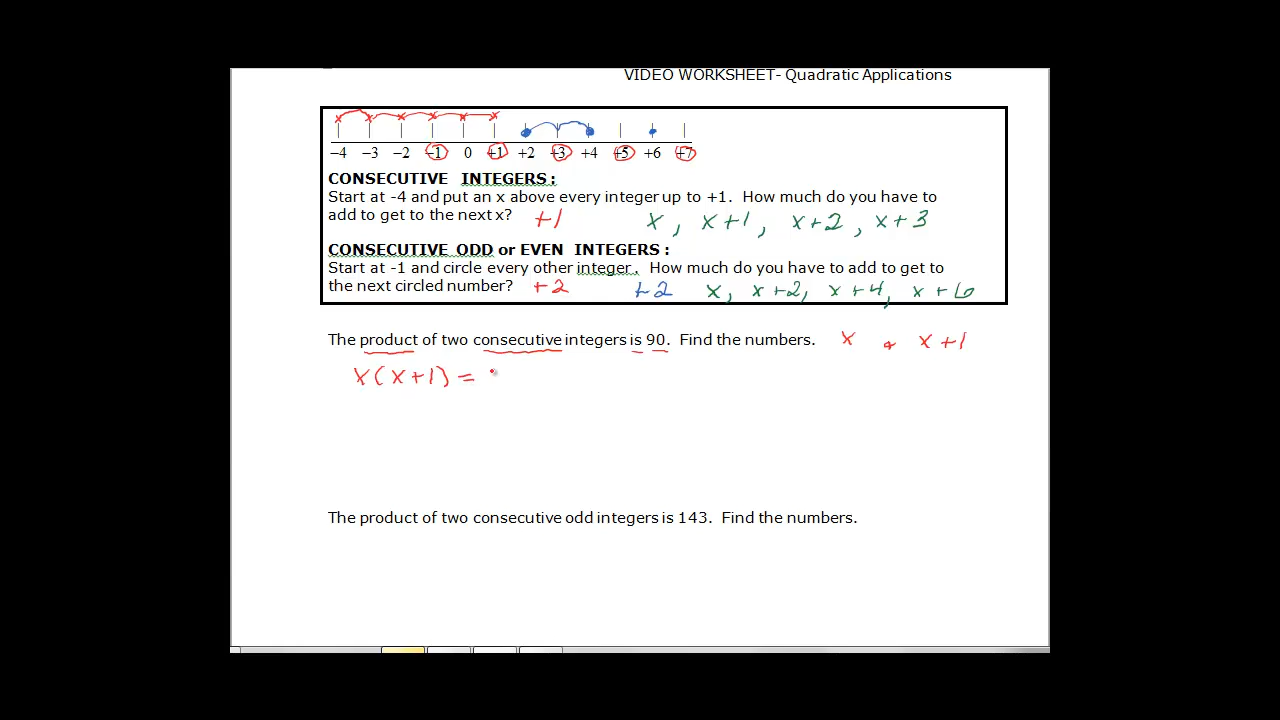 VIDEO WORKSHEET- Quadratic Applications
−4 −3 −2 −1 0 +1 +2 +3 +4 +5 +6 +7
CONSECUTIVE INTEGERS:
Start at -4 and put an x above every integer up to +1. How much do you have to
add to get to the next x? +1 x, x+1, x+2, x+3
CONSECUTIVE ODD or EVEN INTEGERS:
Start at -1 and circle every other integer. How much do you have to add to get to
the next circled number? +2 +2 x, x+2, x+4, x+6
The product of two consecutive integers is 90. Find the numbers. x & x+1
x(x+1)=
The product of two consecutive odd integers is 143. Find the numbers.